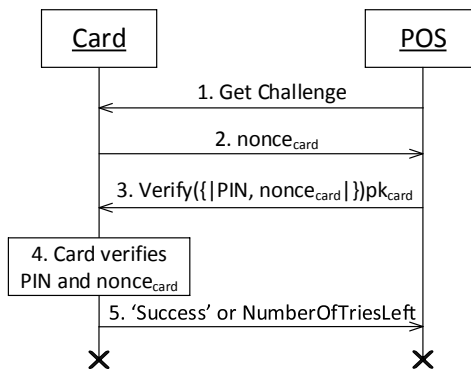 Card
POS
1. Get Challenge
2. nonce_card
3. Verify({|PIN, nonce_card|})pk_card
4. Card verifies
PIN and nonce_card
5. ‘Success’ or NumberOfTriesLeft